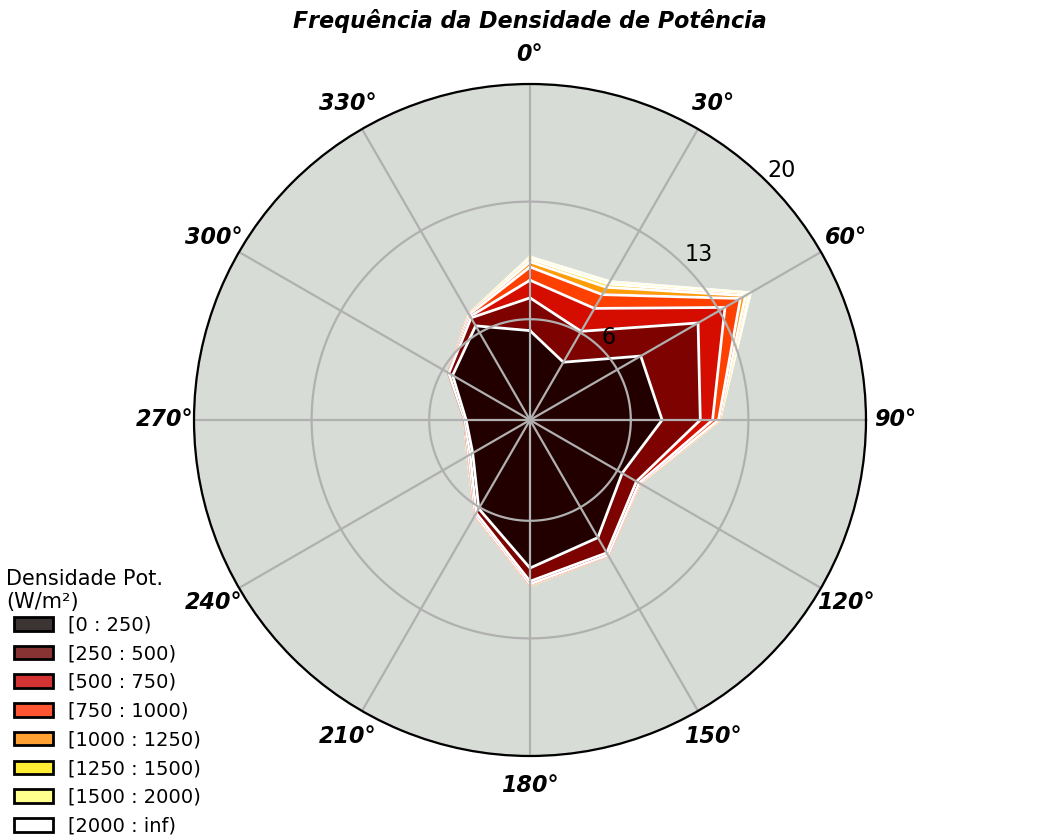 Frequência da Densidade de Potência
0°
30°
60°
90°
120°
150°
180°
210°
240°
270°
300°
330°
6
13
20
Densidade Pot.
(W/m²)
[0 : 250)
[250 : 500)
[500 : 750)
[750 : 1000)
[1000 : 1250)
[1250 : 1500)
[1500 : 2000)
[2000 : inf)